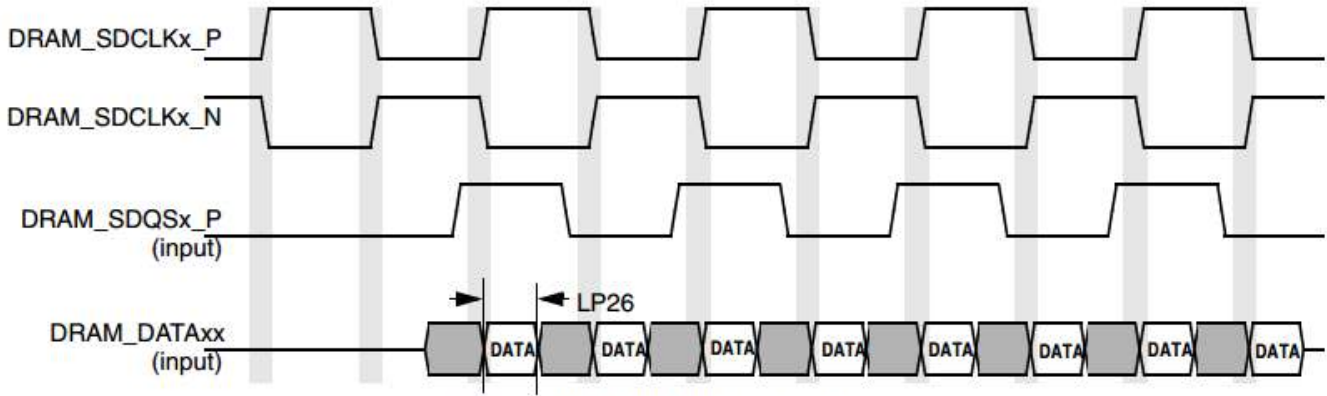 DRAM_SDCLKx_P
DRAM_SDCLKx_N
DRAM_SDQSx_P
(input)
LP26
DRAM_DATAxx
(input)
DATA DATA DATA DATA DATA DATA DATA DATA